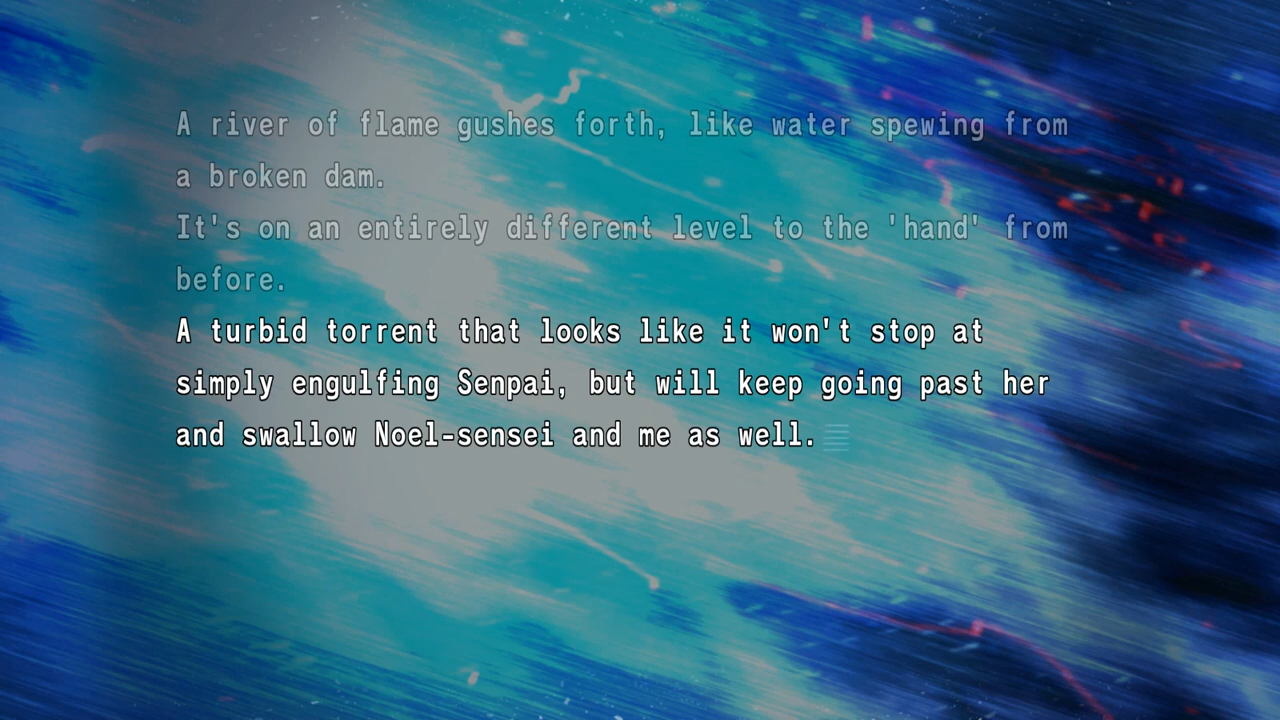 A river of flame gushes forth, like water spewing from
a broken dam.
It's on an entirely different level to the 'hand' from
before.
A turbid torrent that looks like it won't stop at
simply engulfing Senpai, but will keep going past her
and swallow Noel-sensei and me as well.